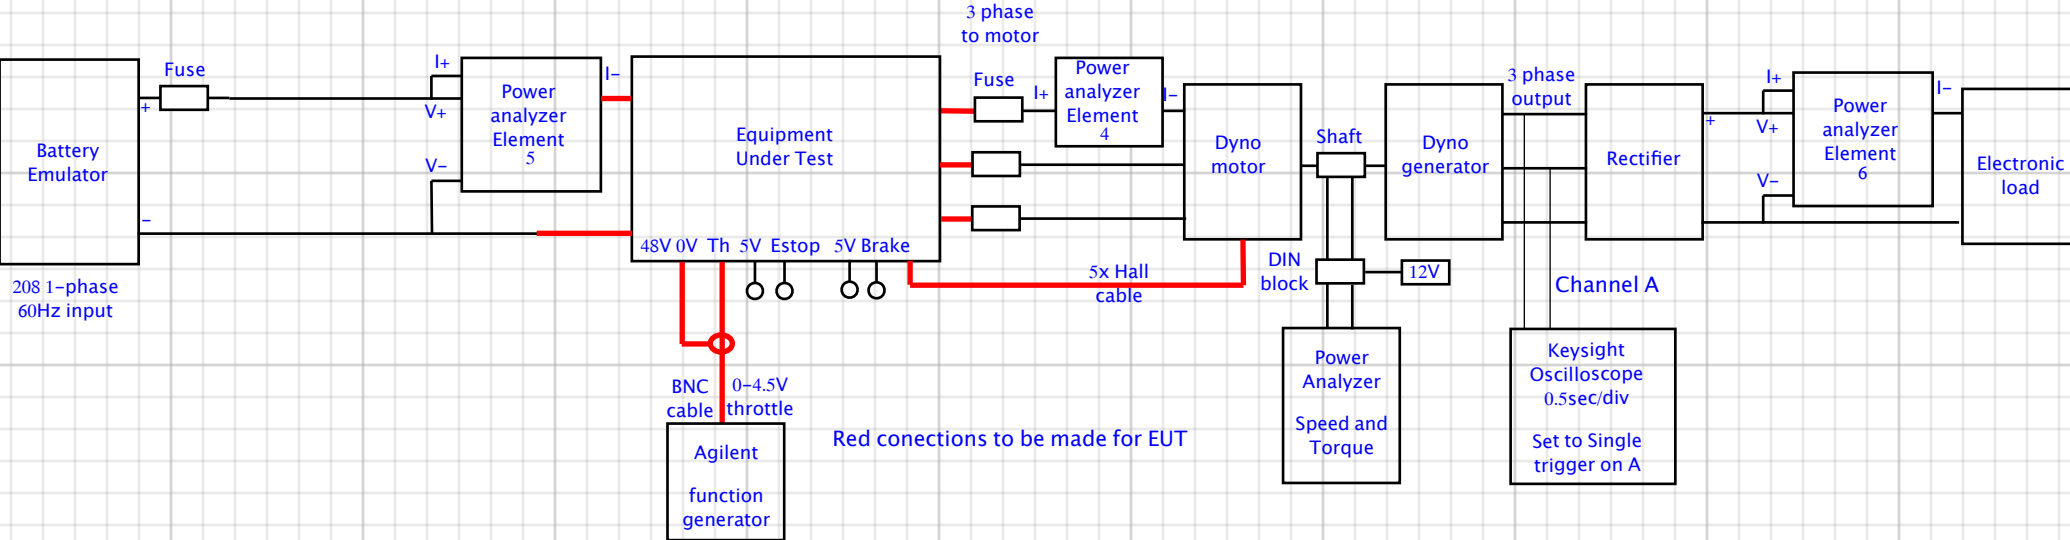 3 phase
to motor
Fuse
I+
I-
Fuse
Power
analyzer
Element
4
I+
I-
3 phase
output
I+
I-
+
V+
Power
analyzer
Element
5
Equipment
Under Test
+
V+
Power
analyzer
Element
6
Battery
Emulator
V-
Dyno
motor
Shaft
Dyno
generator
Rectifier
V-
Electronic
load
-
48V 0V Th 5V Estop 5V Brake
208 1-phase
60Hz input
5x Hall
cable
DIN
block
12V
Channel A
BNC
cable
0-4.5V
throttle
Red conections to be made for EUT
Agilent
function
generator
Power
Analyzer
Speed and
Torque
Keysight
Oscilloscope
0.5sec/div
Set to Single
trigger on A